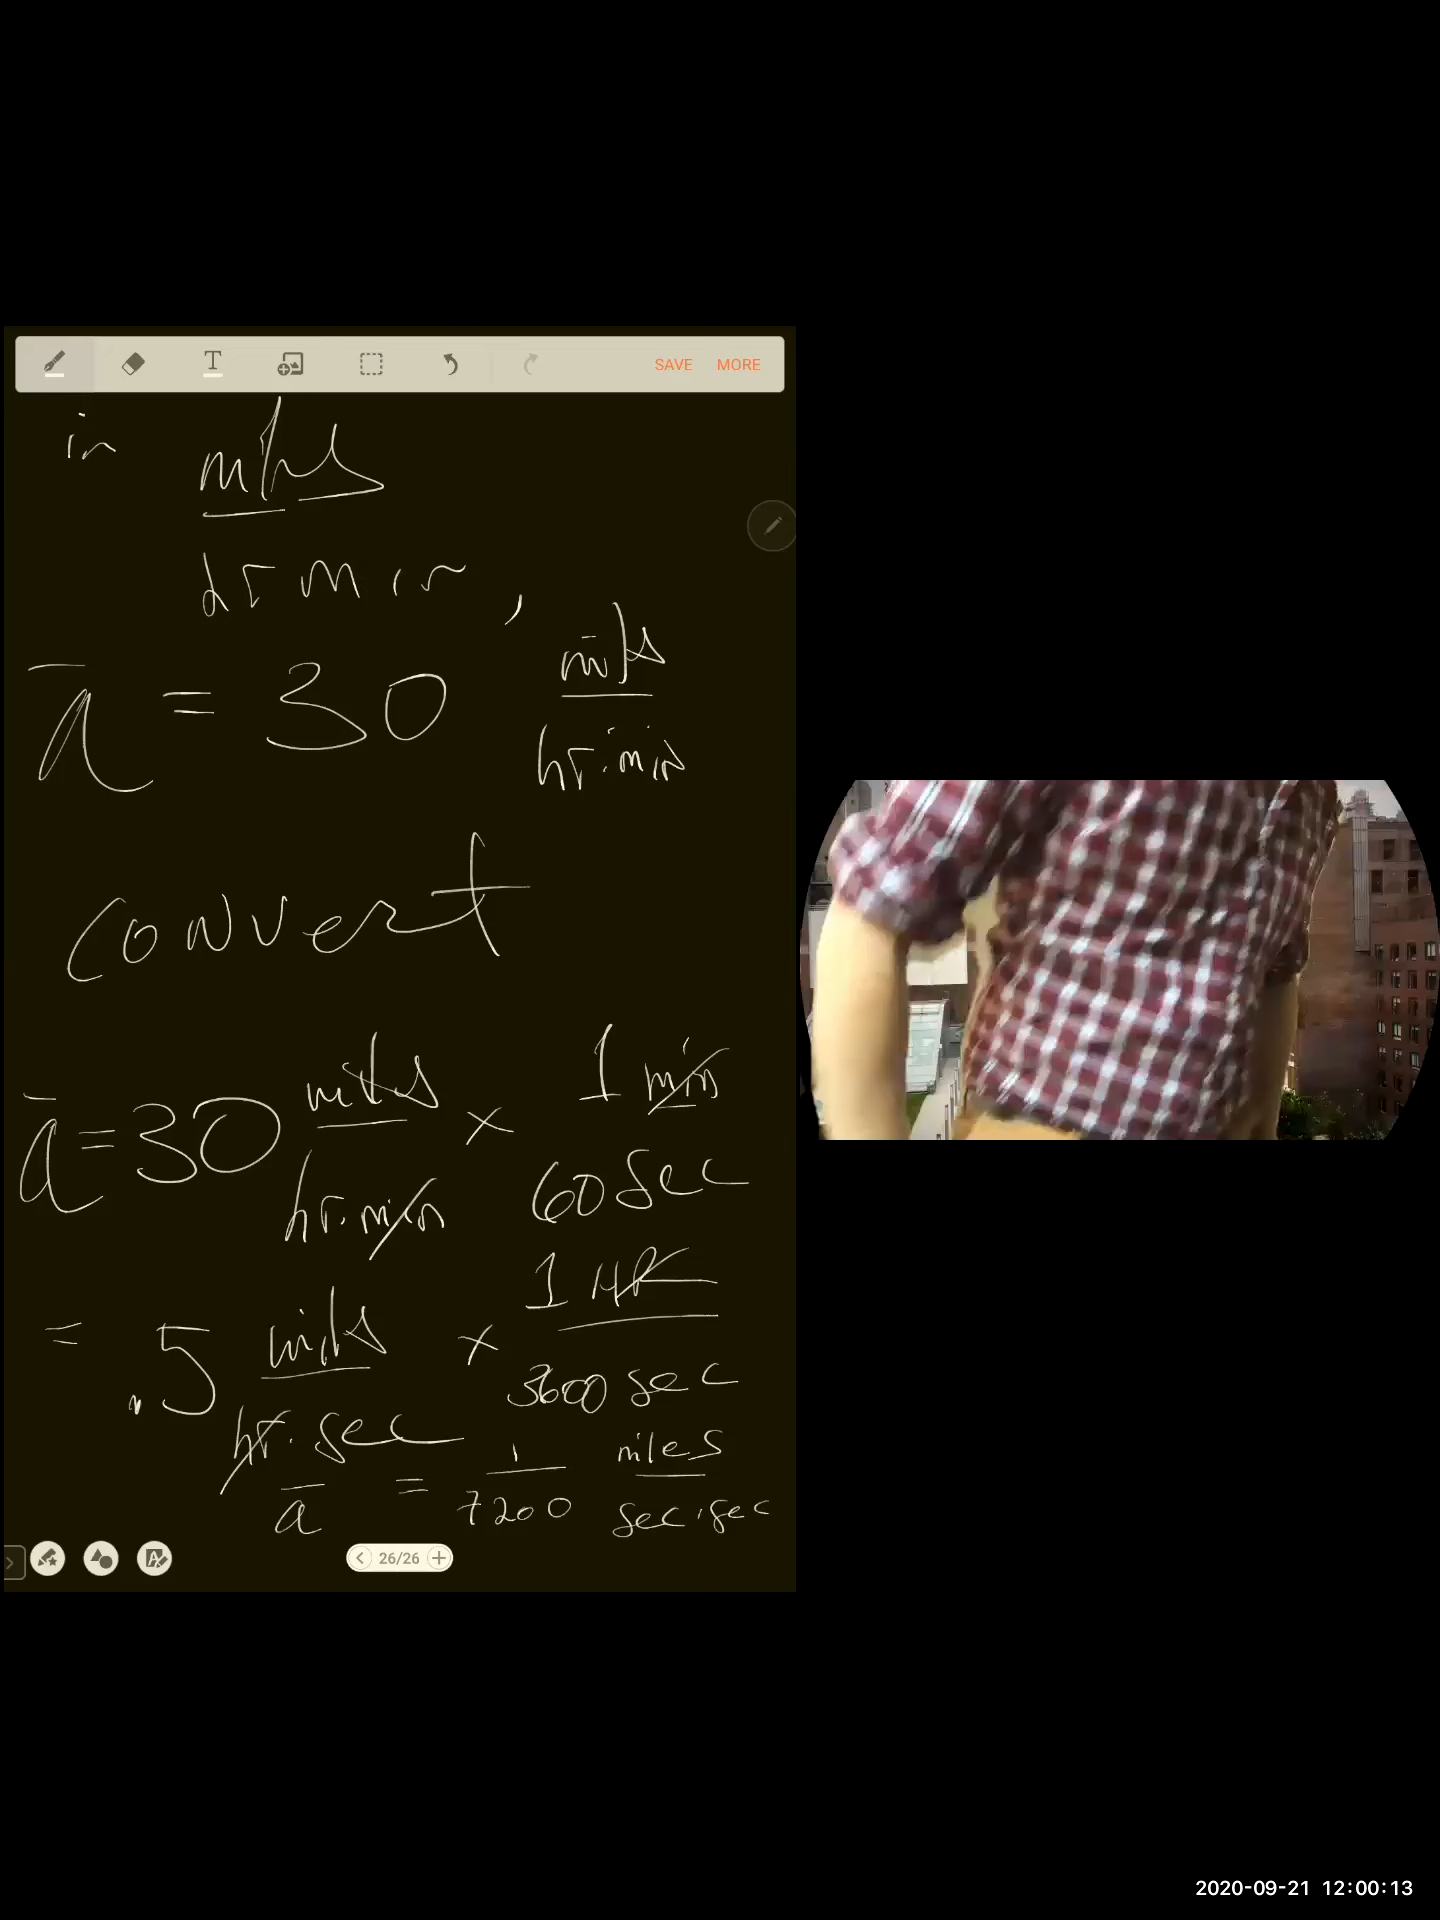 T
SAVE MORE
in miles
hr min,
a̅ = 30 miles
hr·min
convert
a̅ = 30 miles × 1 min
hr·min 60 sec
= .5 miles × 1 HR
hr·sec 3600 sec
a̅ = 1 miles
7200 sec·sec
26/26
2020-09-21 12:00:13